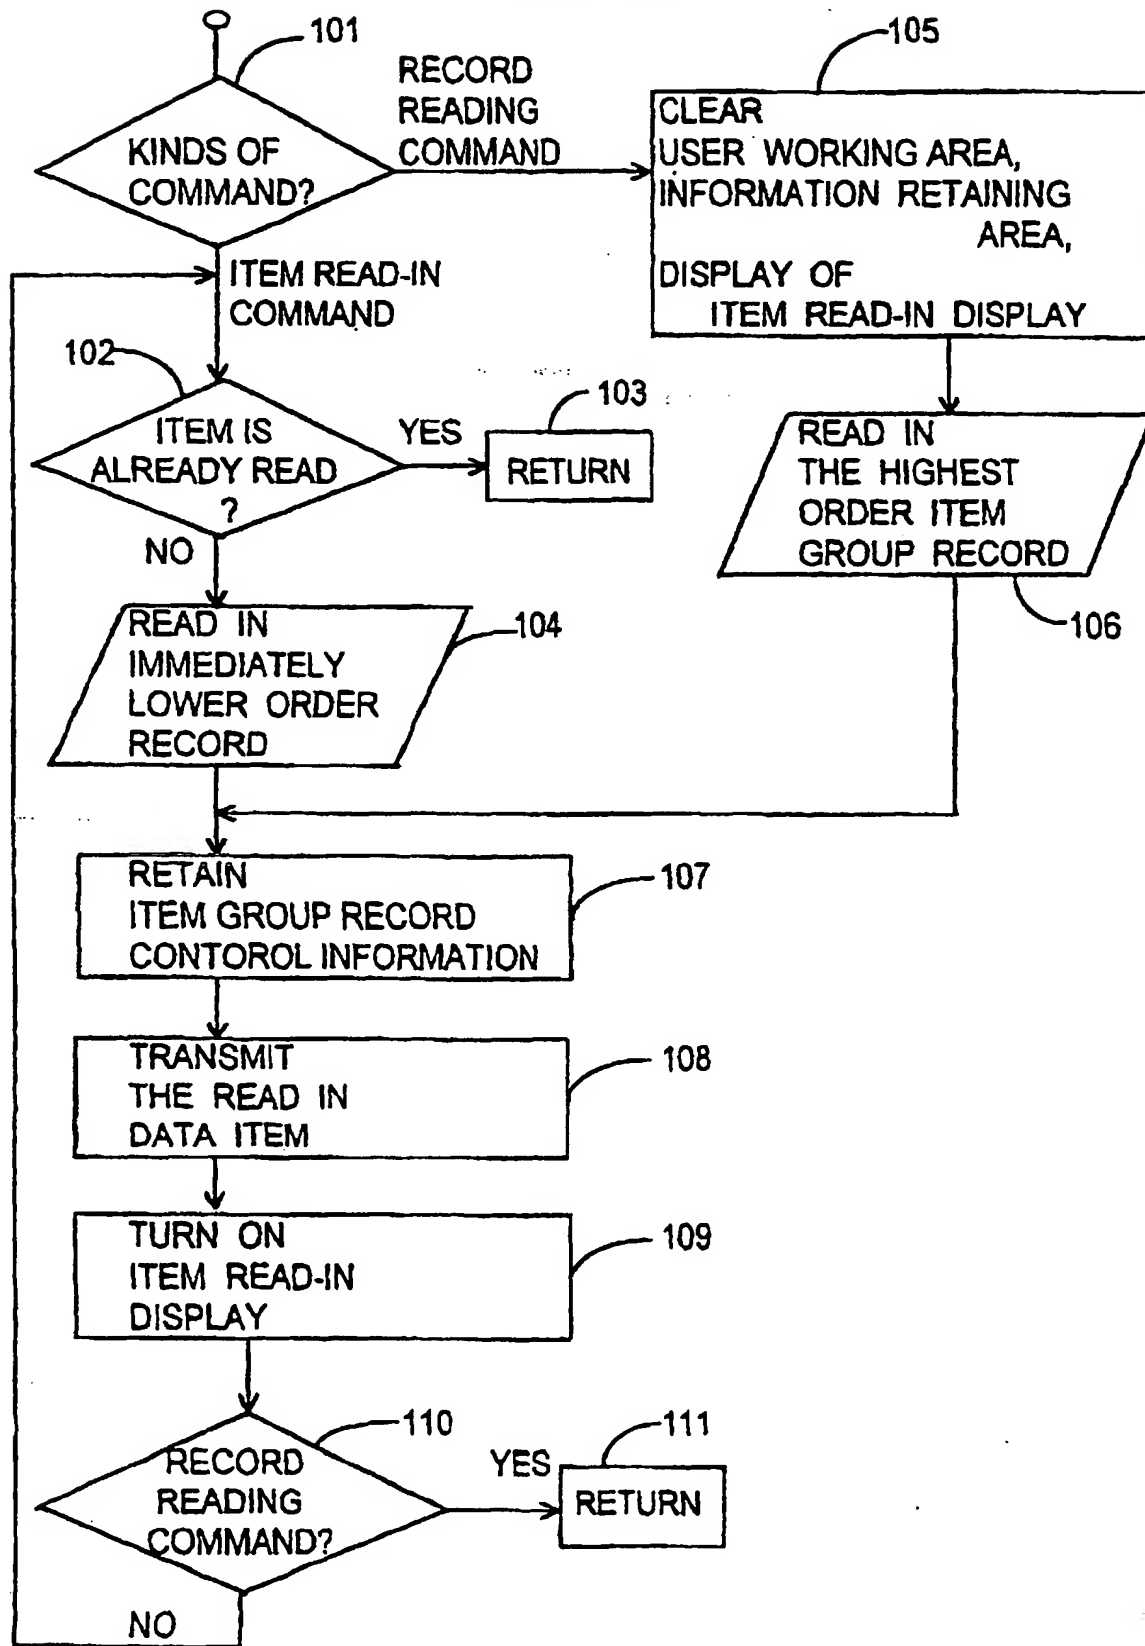 101
KINDS OF
COMMAND?
RECORD
READING
COMMAND
105
CLEAR
USER WORKING AREA,
INFORMATION RETAINING
AREA,
DISPLAY OF
ITEM READ-IN DISPLAY
ITEM READ-IN
COMMAND
102
ITEM IS
ALREADY READ
?
YES
103
RETURN
NO
READ IN
THE HIGHEST
ORDER ITEM
GROUP RECORD
106
READ IN
IMMEDIATELY
LOWER ORDER
RECORD
104
RETAIN
ITEM GROUP RECORD
CONTOROL INFORMATION
107
TRANSMIT
THE READ IN
DATA ITEM
108
TURN ON
ITEM READ-IN
DISPLAY
109
110
RECORD
READING
COMMAND?
YES
111
RETURN
NO